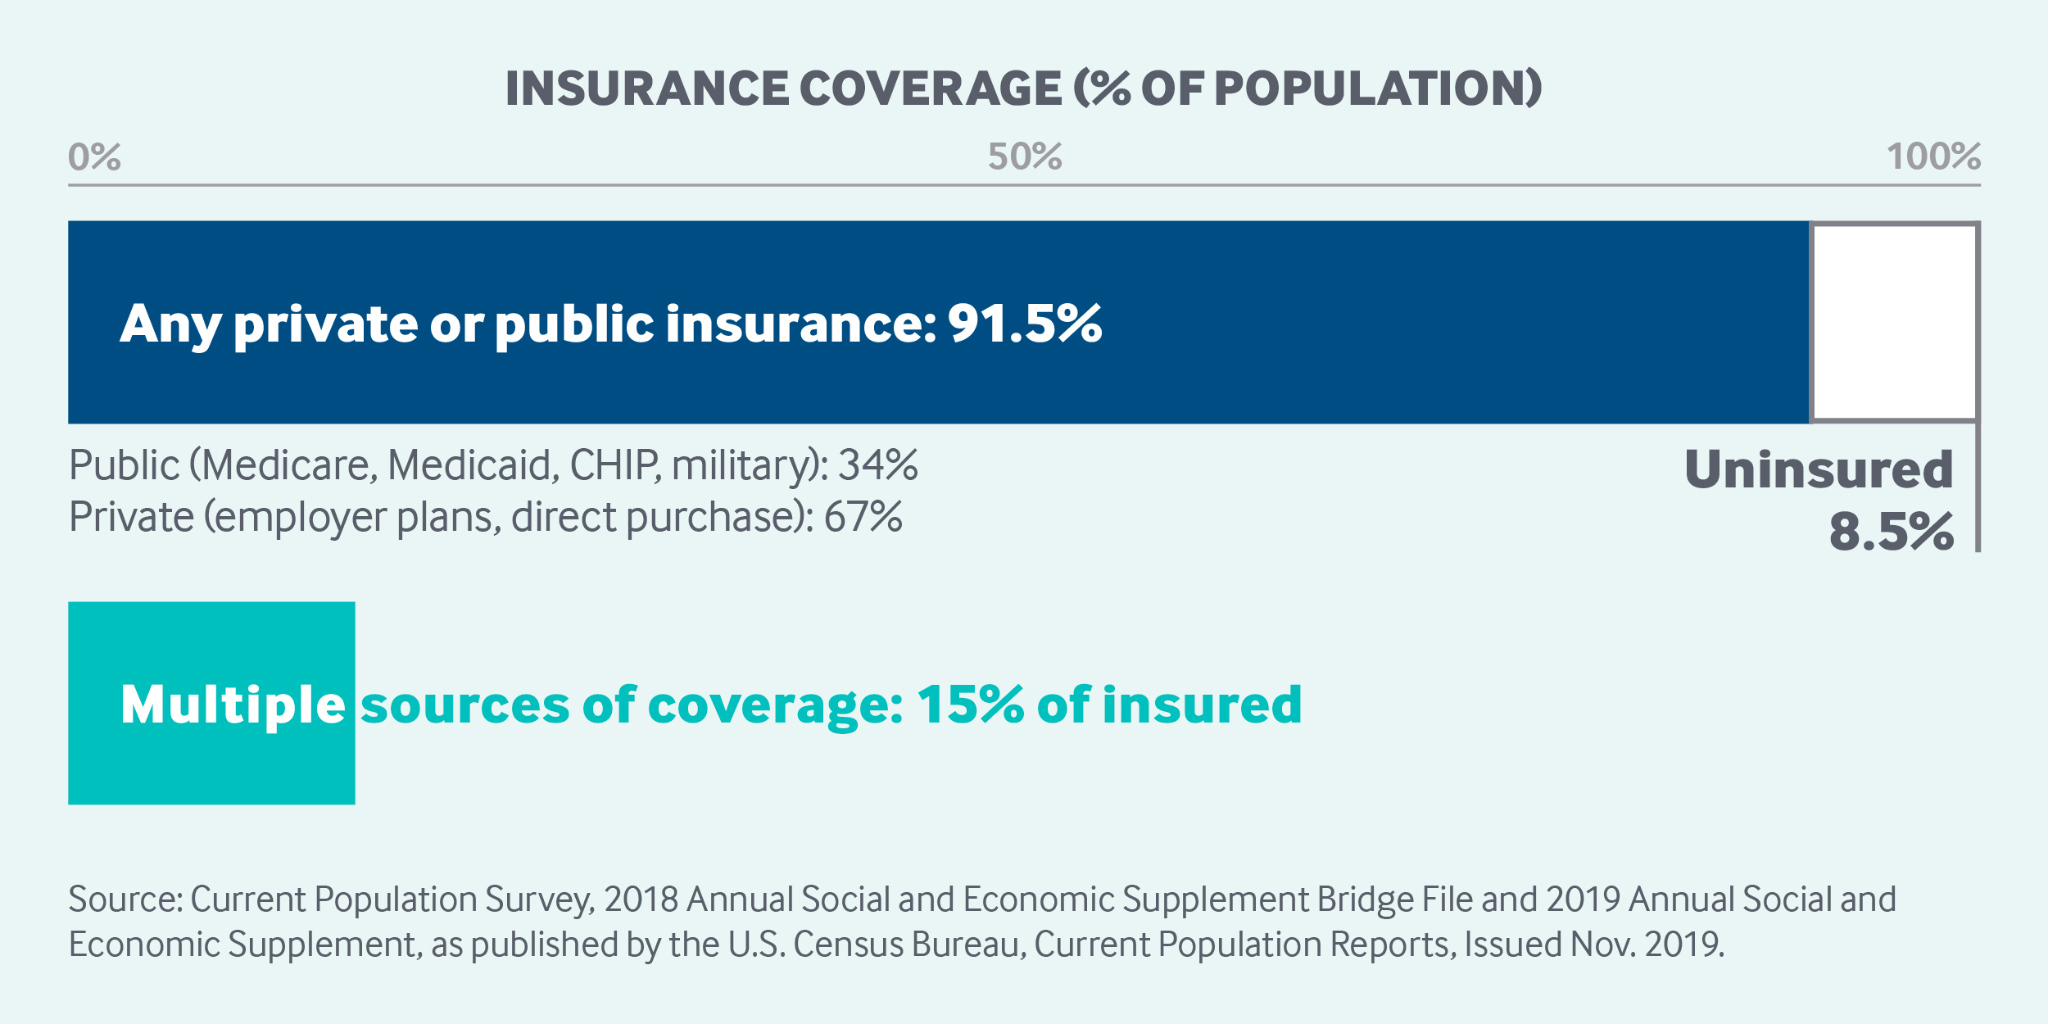 INSURANCE COVERAGE (% OF POPULATION)
0% 50% 100%
Any private or public insurance: 91.5%
Public (Medicare, Medicaid, CHIP, military): 34%
Private (employer plans, direct purchase): 67%
Uninsured
8.5%
Multiple sources of coverage: 15% of insured
Source: Current Population Survey, 2018 Annual Social and Economic Supplement Bridge File and 2019 Annual Social and
Economic Supplement, as published by the U.S. Census Bureau, Current Population Reports, Issued Nov. 2019.